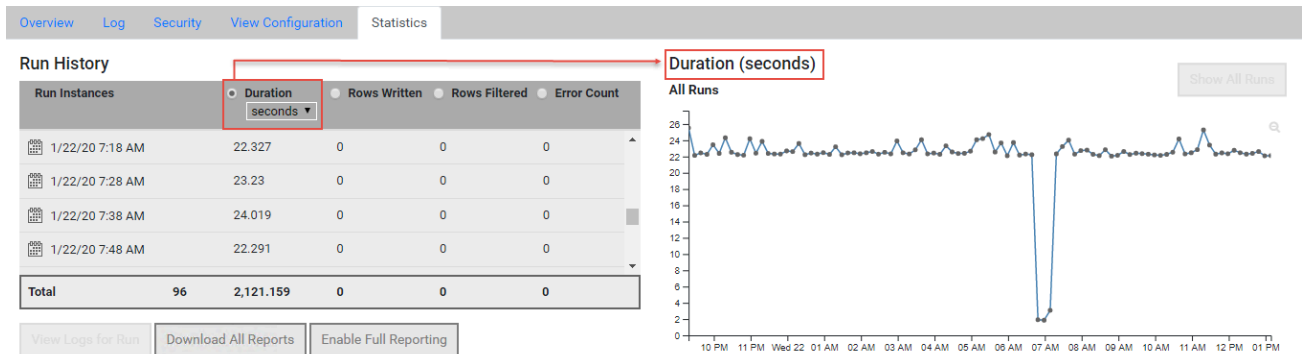 Overview Log Security View Configuration Statistics
Run History
Run Instances Duration Rows Written Rows Filtered Error Count
seconds
1/22/20 7:18 AM 22.327 0 0 0
1/22/20 7:28 AM 23.23 0 0 0
1/22/20 7:38 AM 24.019 0 0 0
1/22/20 7:48 AM 22.291 0 0 0
Total 96 2,121.159 0 0 0
View Logs for Run Download All Reports Enable Full Reporting
Duration (seconds)
All Runs
Show All Runs
26
24
22
20
18
16
14
12
10
8
6
4
2
0
10 PM 11 PM Wed 22 01 AM 02 AM 03 AM 04 AM 05 AM 06 AM 07 AM 08 AM 09 AM 10 AM 11 AM 12 PM 01 PM